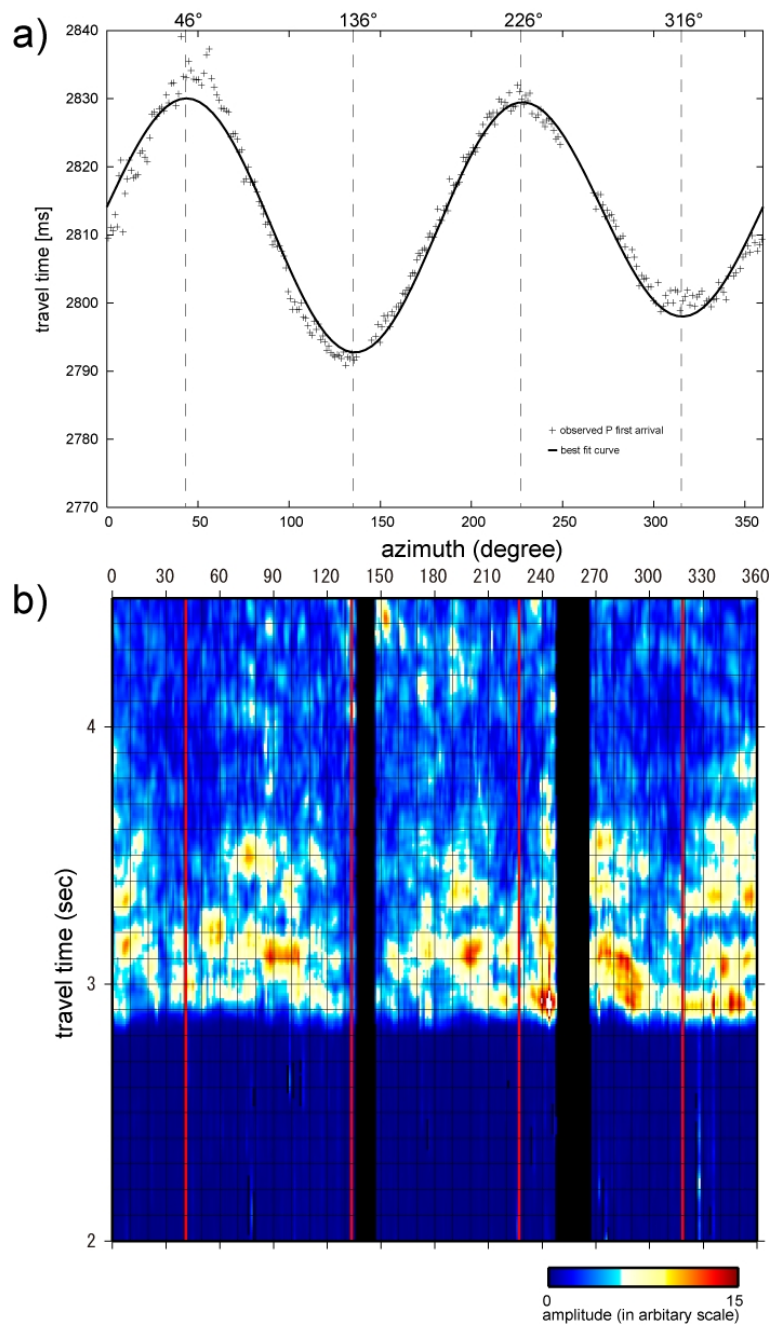 a)
46° 136° 226° 316°
2840
2830
2820
2810
2800
2790
2780
2770
travel time [ms]
+ observed P first arrival
best fit curve
0 50 100 150 200 250 300 350
azimuth (degree)
b)
0 30 60 90 120 150 180 210 240 270 300 330 360
4
3
2
travel time (sec)
0 15
amplitude (in arbitary scale)